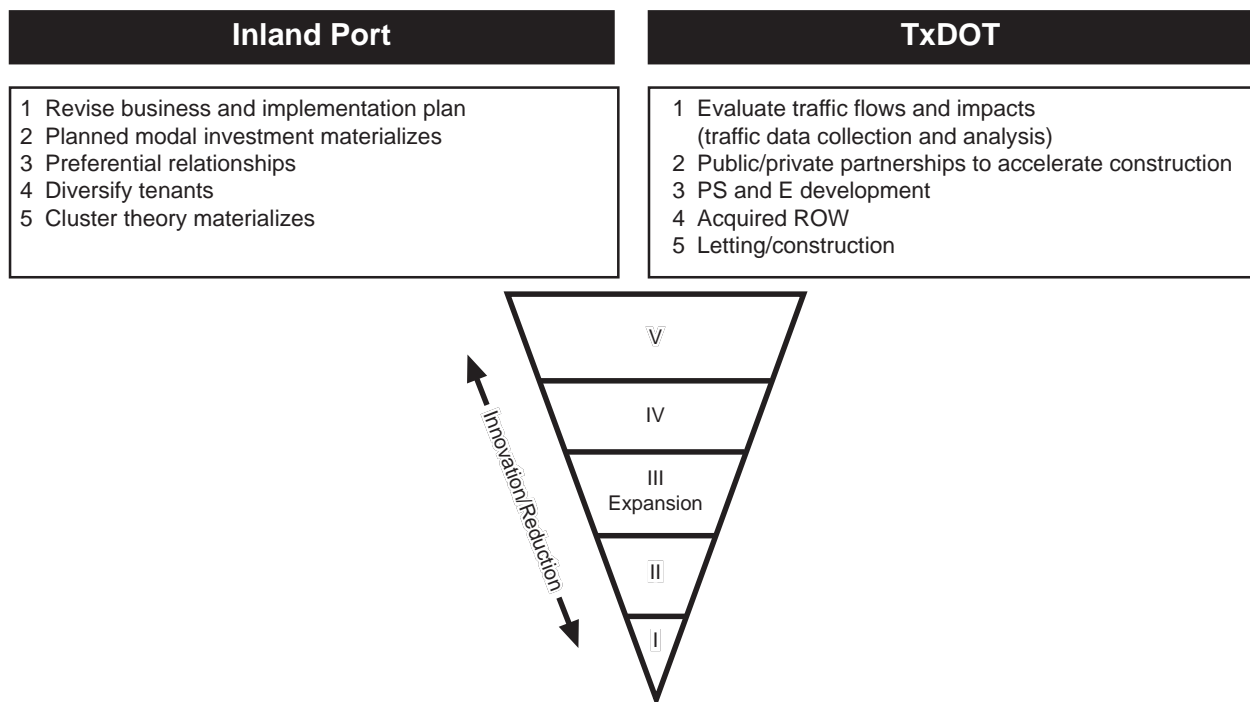 Inland Port
1 Revise business and implementation plan
2 Planned modal investment materializes
3 Preferential relationships
4 Diversify tenants
5 Cluster theory materializes
TxDOT
1 Evaluate traffic flows and impacts
(traffic data collection and analysis)
2 Public/private partnerships to accelerate construction
3 PS and E development
4 Acquired ROW
5 Letting/construction
V
IV
III
Expansion
II
I
Innovation/Reduction